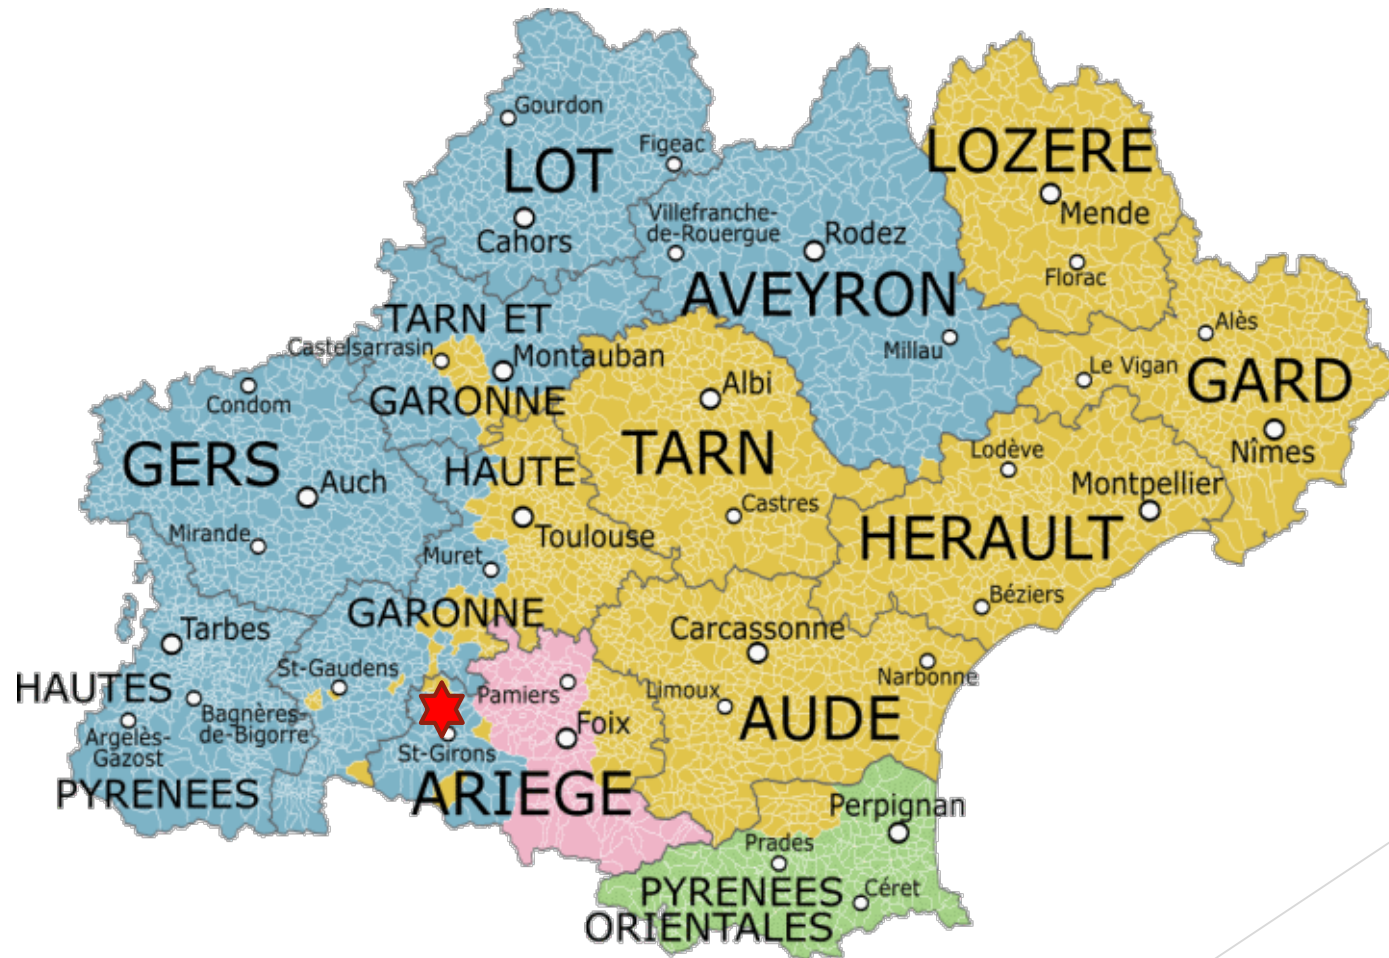 Gourdon
Figeac
LOT
LOZERE
Mende
Cahors
Villefranche-
de-Rouergue
Rodez
Florac
AVEYRON
TARN ET
Castelsarrasin
Montauban
GARONNE
Millau
Alès
Le Vigan
GARD
Nîmes
Condom
Albi
GERS
Auch
HAUTE
TARN
Lodève
Montpellier
Castres
Mirande
Toulouse
HERAULT
Muret
Béziers
GARONNE
Tarbes
Carcassonne
St-Gaudens
Narbonne
HAUTES
Pamiers
Limoux
Bagnères-
de-Bigorre
Argelès-
Gazost
Foix
AUDE
St-Girons
PYRENEES
ARIEGE
Perpignan
Prades
PYRENEES
ORIENTALES
Céret